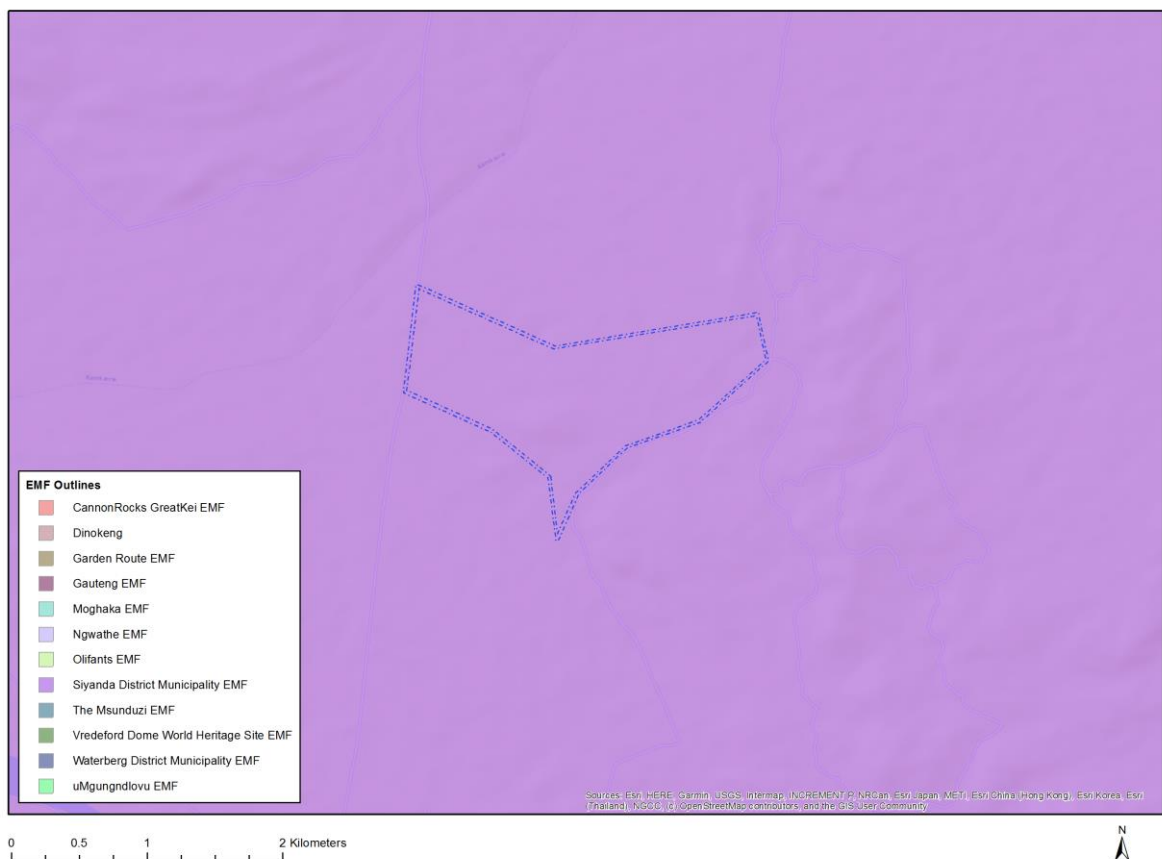 EMF Outlines
CannonRocks GreatKei EMF
Dinokeng
Garden Route EMF
Gauteng EMF
Moghaka EMF
Ngwathe EMF
Olifants EMF
Siyanda District Municipality EMF
The Msunduzi EMF
Vredeford Dome World Heritage Site EMF
Waterberg District Municipality EMF
uMgungndlovu EMF
Sources: Esri, HERE, Garmin, USGS, Intermap, INCREMENT P, NRCan, Esri Japan, METI, Esri China (Hong Kong), Esri Korea, Esri
(Thailand), NGCC, (c) OpenStreetMap contributors, and the GIS User Community
0 0.5 1 2 Kilometers
N